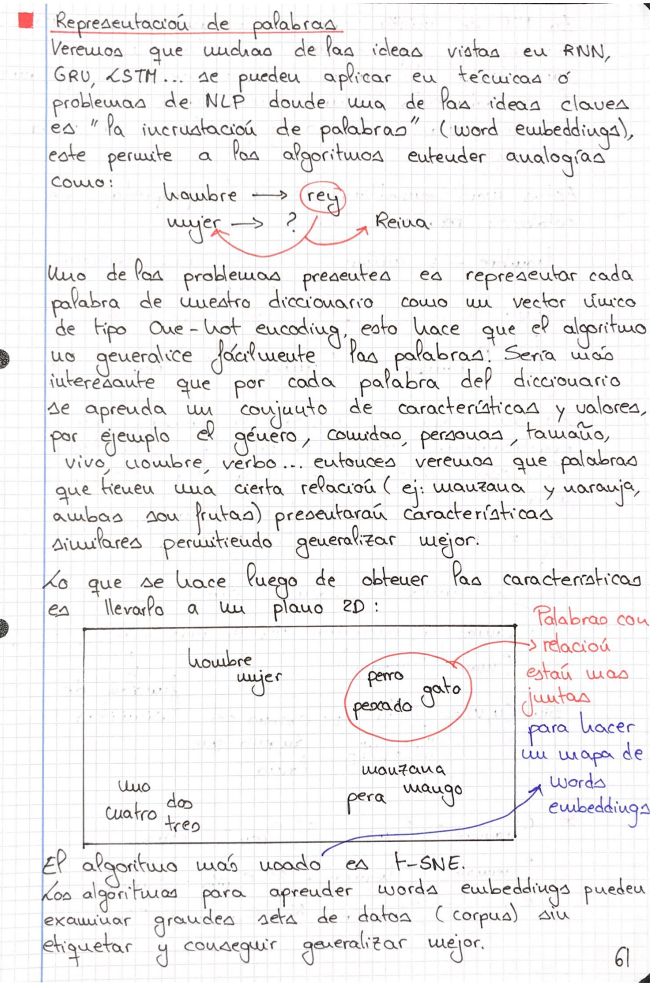 Representación de palabras
Veremos que muchas de las ideas vistas en RNN,
GRU, LSTM... se pueden aplicar en técnicas ó
problemas de NLP donde una de las ideas claves
es "la incrustación de palabras" (word embeddings),
este permite a los algoritmos entender analogías
como:
hombre → rey
mujer → ? Reina
Uno de los problemas presentes es representar cada
palabra de nuestro diccionario como un vector único
de tipo One-hot encoding, esto hace que el algoritmo
no generalice fácilmente las palabras. Sería más
interesante que por cada palabra del diccionario
se aprenda un conjunto de características y valores,
por ejemplo el género, comidas, personas, tamaño,
vivo, nombre, verbo... entonces veremos que palabras
que tienen una cierta relación (ej: manzana y naranja,
ambas son frutas) presentarán características
similares permitiendo generalizar mejor.
Lo que se hace luego de obtener las características
es llevarlo a un plano 2D:
hombre
mujer
perro
gato
pescado
uno
dos
cuatro
tres
manzana
pera mango
Palabras con
relación
están mas
juntas
para hacer
un mapa de
words
embeddings
El algoritmo más usado es t-SNE.
Los algoritmos para aprender words embeddings pueden
examinar grandes sets de datos (corpus) sin
etiquetar y conseguir generalizar mejor.
61